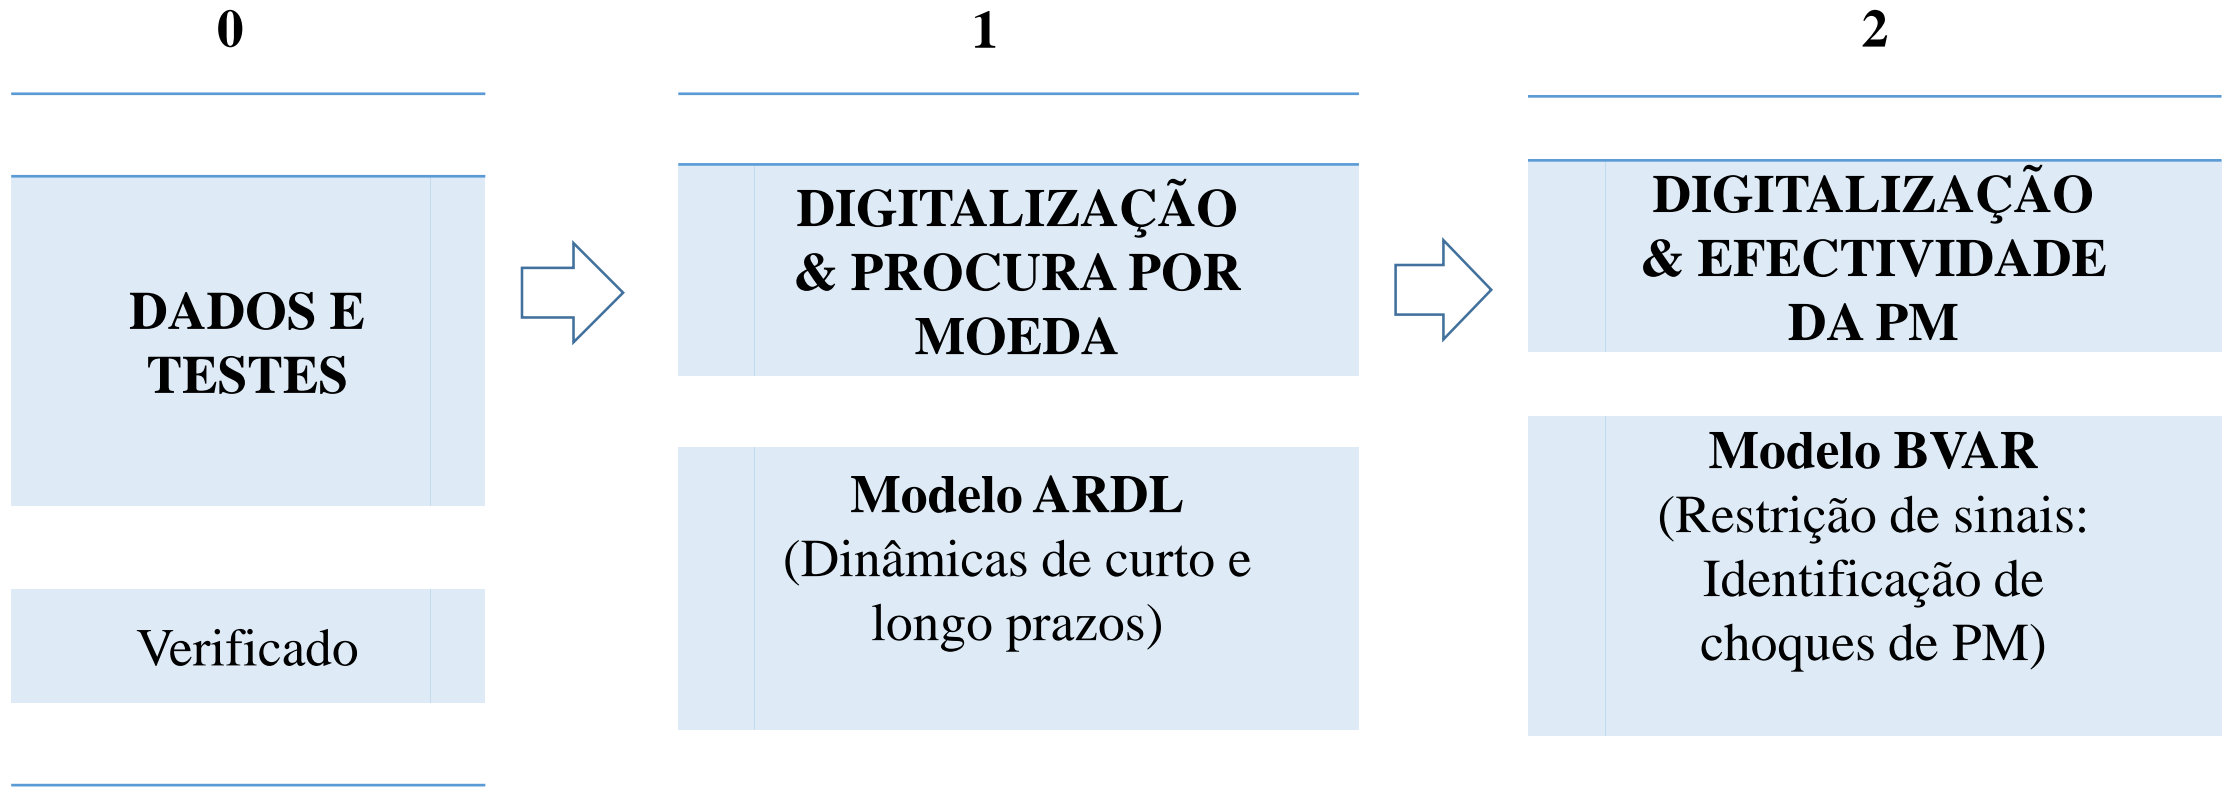 0
DADOS E
TESTES
Verificado
1
DIGITALIZAÇÃO
& PROCURA POR
MOEDA
Modelo ARDL
(Dinâmicas de curto e
longo prazos)
2
DIGITALIZAÇÃO
& EFECTIVIDADE
DA PM
Modelo BVAR
(Restrição de sinais:
Identificação de
choques de PM)